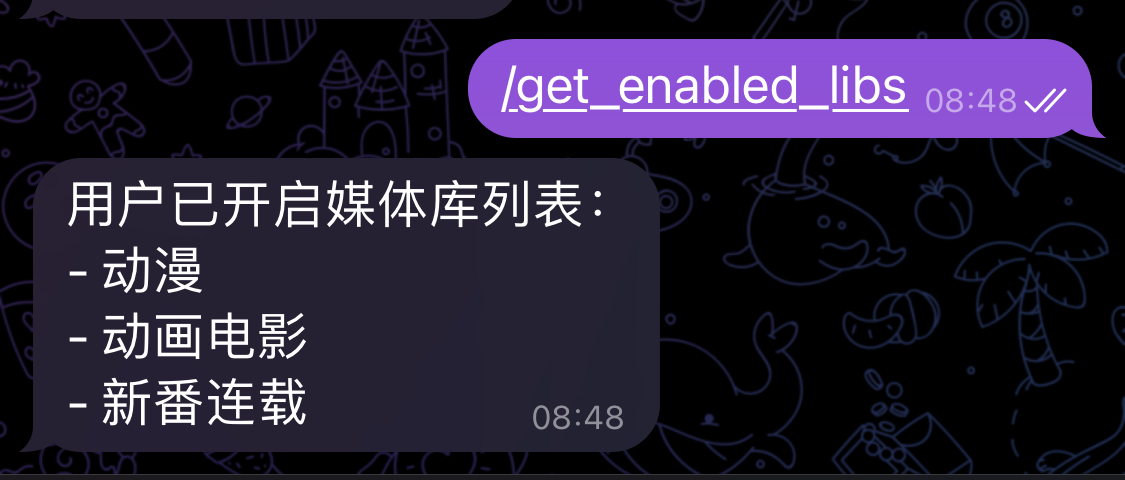 /get_enabled_libs 08:48
用户已开启媒体库列表：
- 动漫
- 动画电影
- 新番连载
08:48